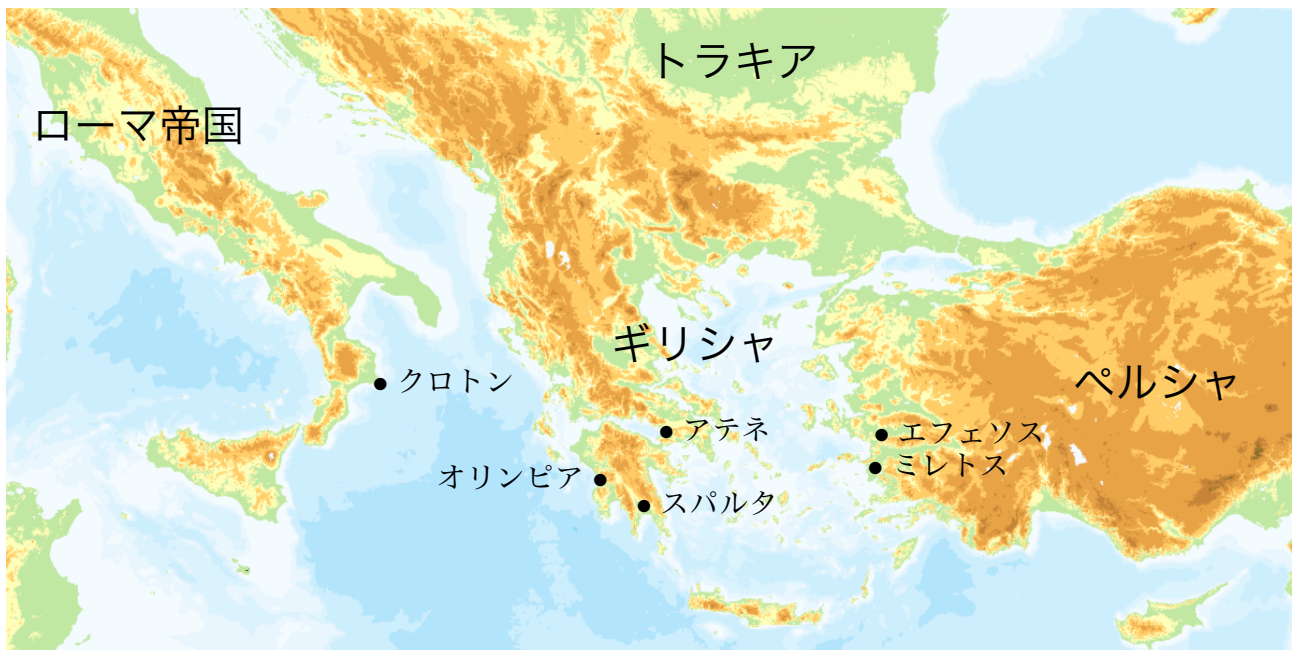 トラキア
ローマ帝国
ギリシャ
ペルシャ
クロトン
アテネ
エフェソス
ミレトス
オリンピア
スパルタ